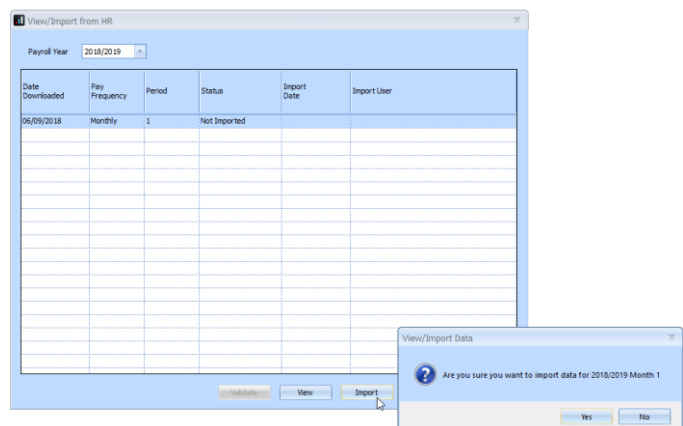 View/Import from HR
Payroll Year 2018/2019
Date Downloaded Pay Frequency Period Status Import Date Import User
06/09/2018 Monthly 1 Not Imported
View/Import Data
Are you sure you want to import data for 2018/2019 Month 1
Validate View Import
Yes No